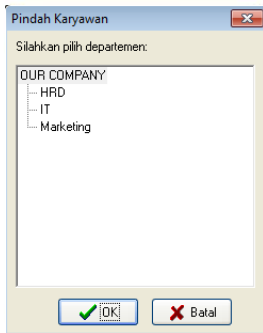 Pindah Karyawan
Silahkan pilih departemen:
OUR COMPANY
HRD
IT
Marketing
OK
Batal